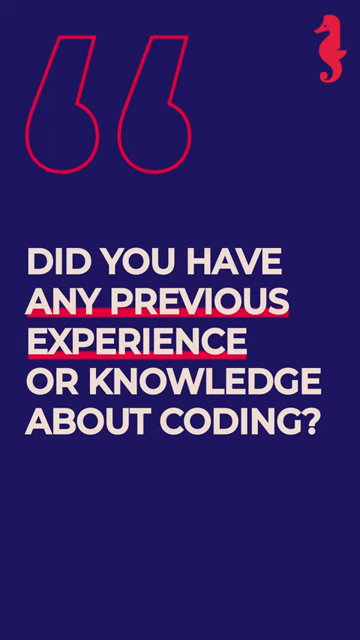 DID YOU HAVE
ANY PREVIOUS
EXPERIENCE
OR KNOWLEDGE
ABOUT CODING?